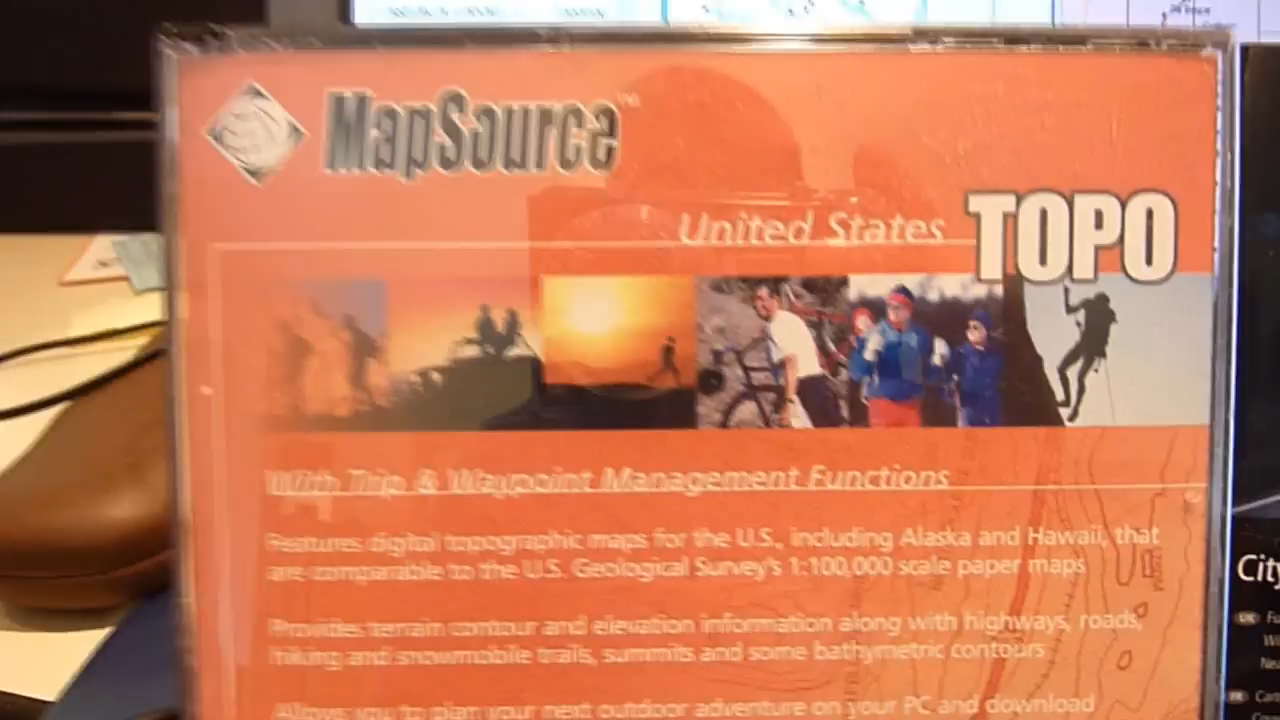 MapSource™
United States TOPO
With Trip & Waypoint Management Functions
Features digital topographic maps for the U.S., including Alaska and Hawaii, that
are comparable to the U.S. Geological Survey's 1:100,000 scale paper maps
Provides terrain contour and elevation information along with highways, roads,
hiking and snowmobile trails, summits and some bathymetric contours
Allows you to plan your next outdoor adventure on your PC and download
City